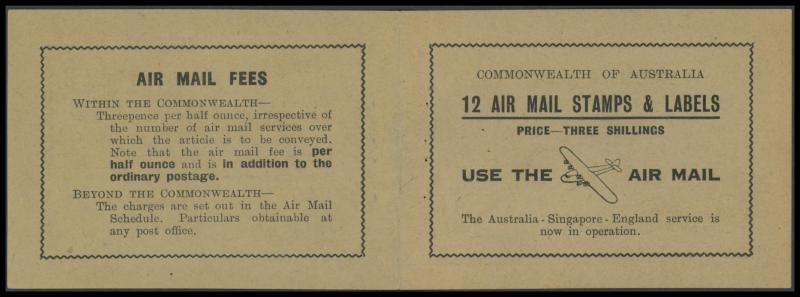 AIR MAIL FEES
WITHIN THE COMMONWEALTH—
Threepence per half ounce, irrespective of
the number of air mail services over
which the article is to be conveyed.
Note that the air mail fee is per
half ounce and is in addition to the
ordinary postage.
BEYOND THE COMMONWEALTH—
The charges are set out in the Air Mail
Schedule. Particulars obtainable at
any post office.
COMMONWEALTH OF AUSTRALIA
12 AIR MAIL STAMPS & LABELS
PRICE—THREE SHILLINGS
USE THE AIR MAIL
The Australia - Singapore - England service is
now in operation.